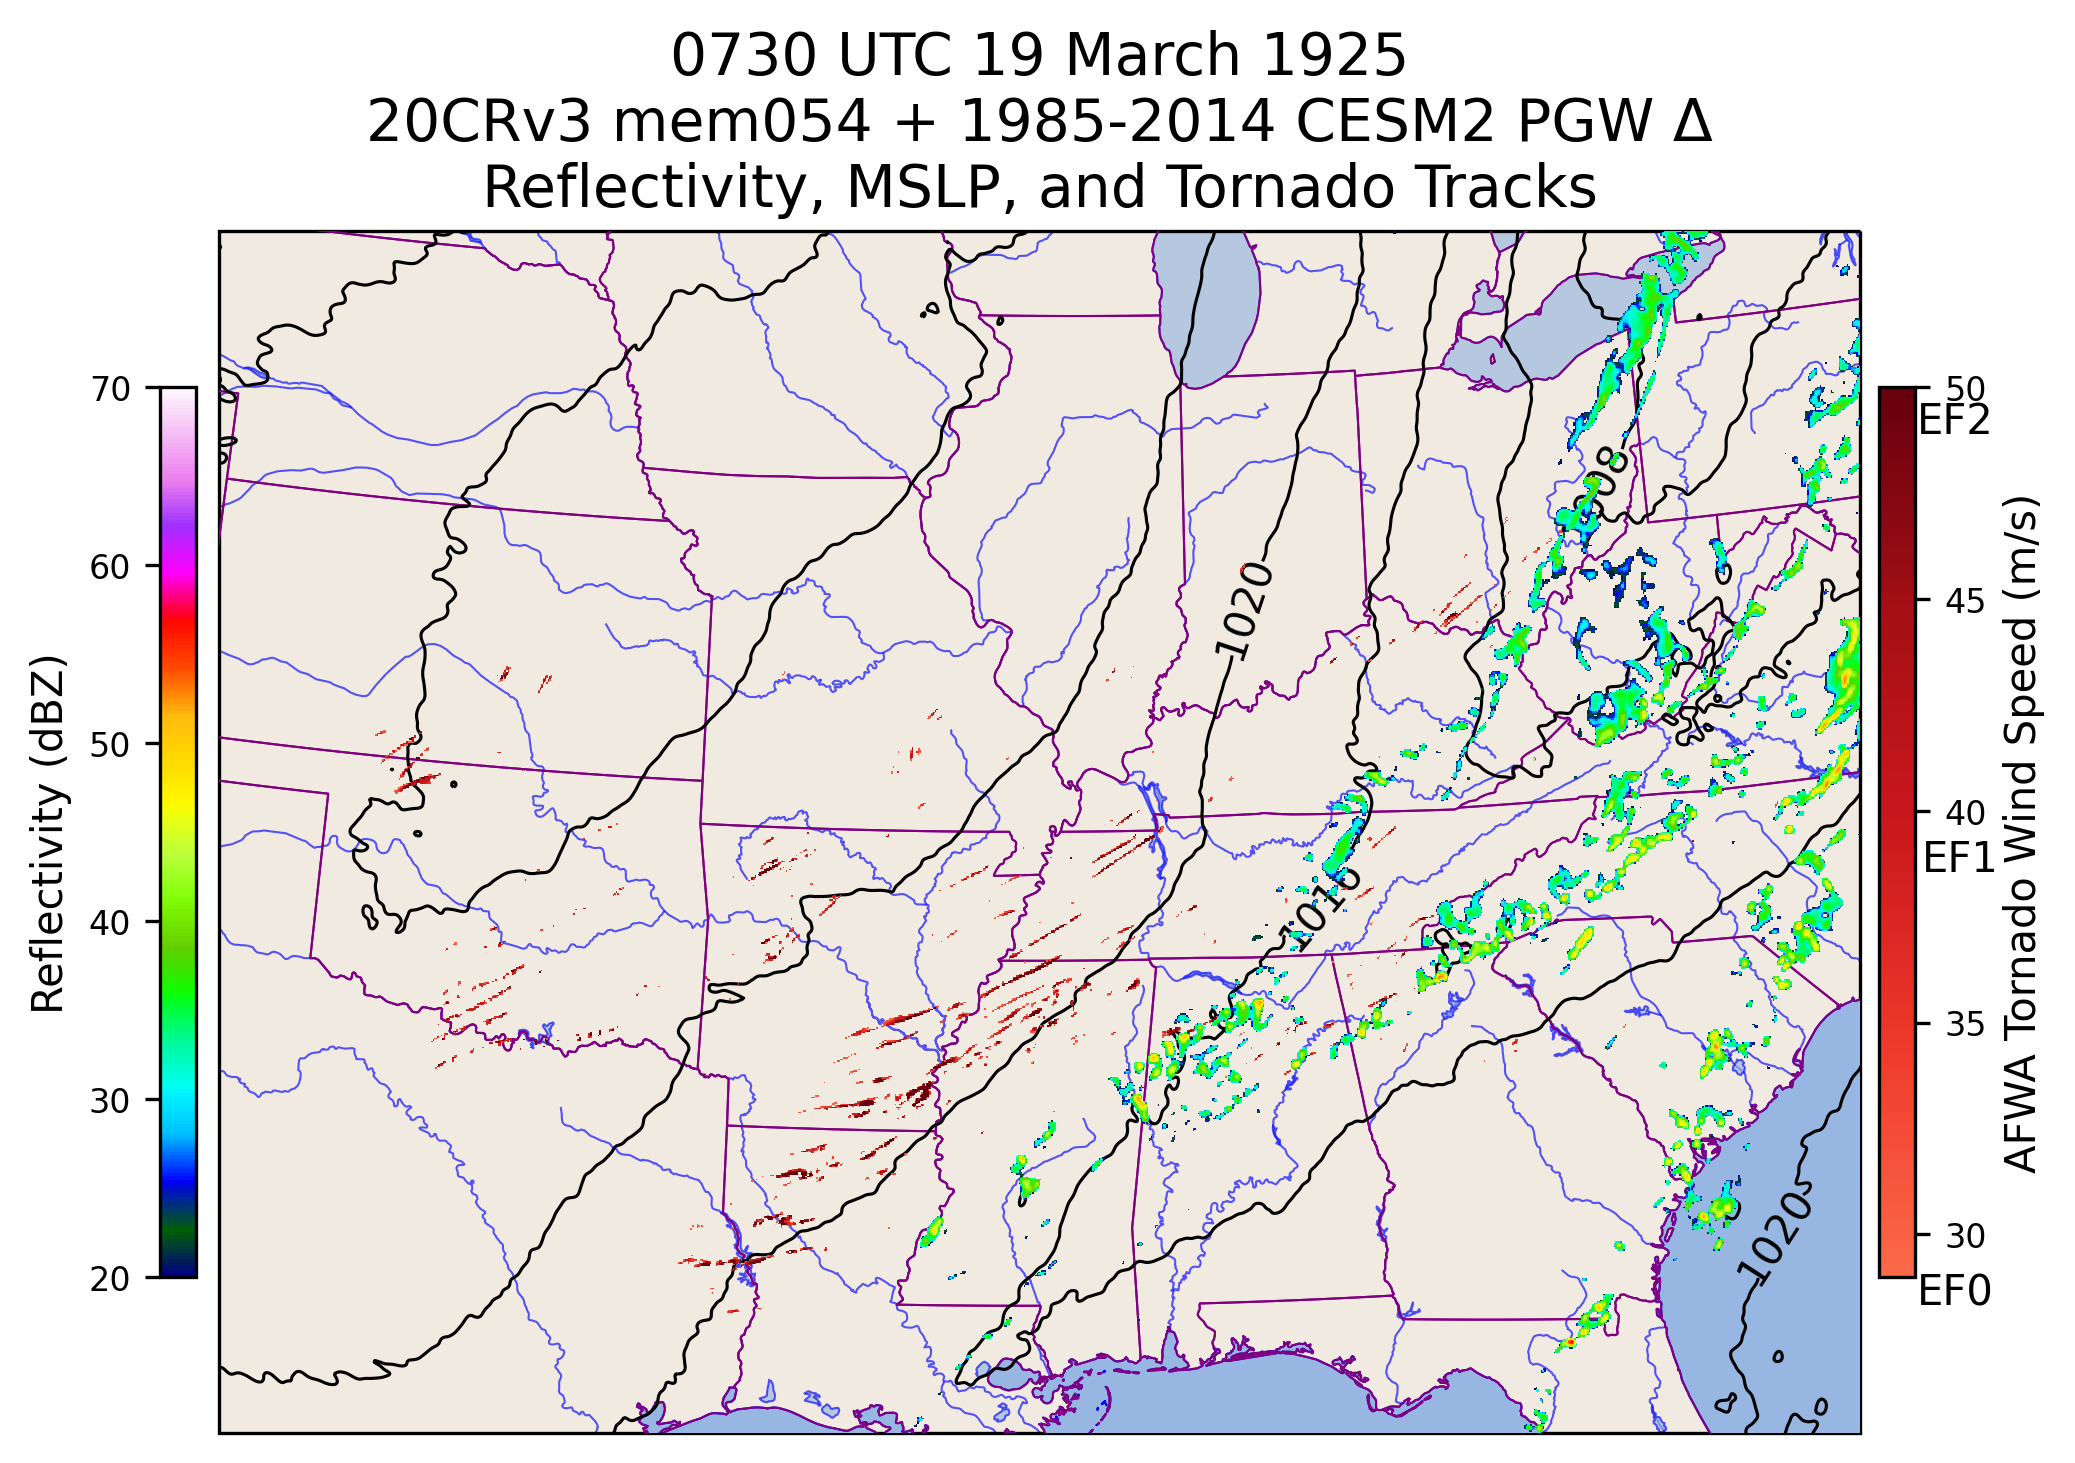 0730 UTC 19 March 1925
20CRv3 mem054 + 1985-2014 CESM2 PGW Δ
Reflectivity, MSLP, and Tornado Tracks
Reflectivity (dBZ)
70
60
50
40
30
20
1020
1016
1020
50
EF2
45
40
EF1
35
30
EF0
AFWA Tornado Wind Speed (m/s)